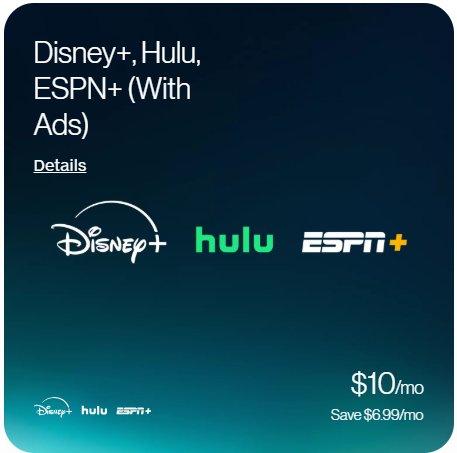 Disney+, Hulu,
ESPN+ (With
Ads)
Details
Disney+ hulu ESPN+
$10/mo
Disney+ hulu ESPN+ Save $6.99/mo